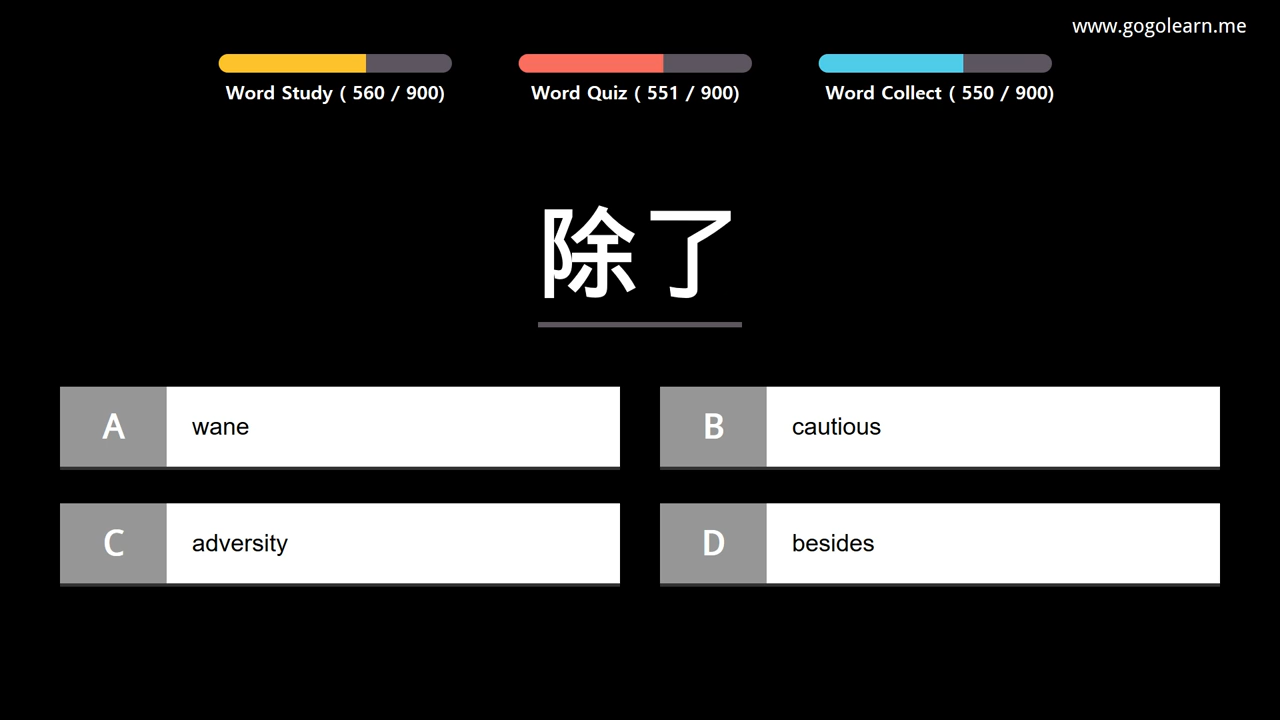 www.gogolearn.me
Word Study ( 560 / 900)
Word Quiz ( 551 / 900)
Word Collect ( 550 / 900)
除了
A wane
B cautious
C adversity
D besides